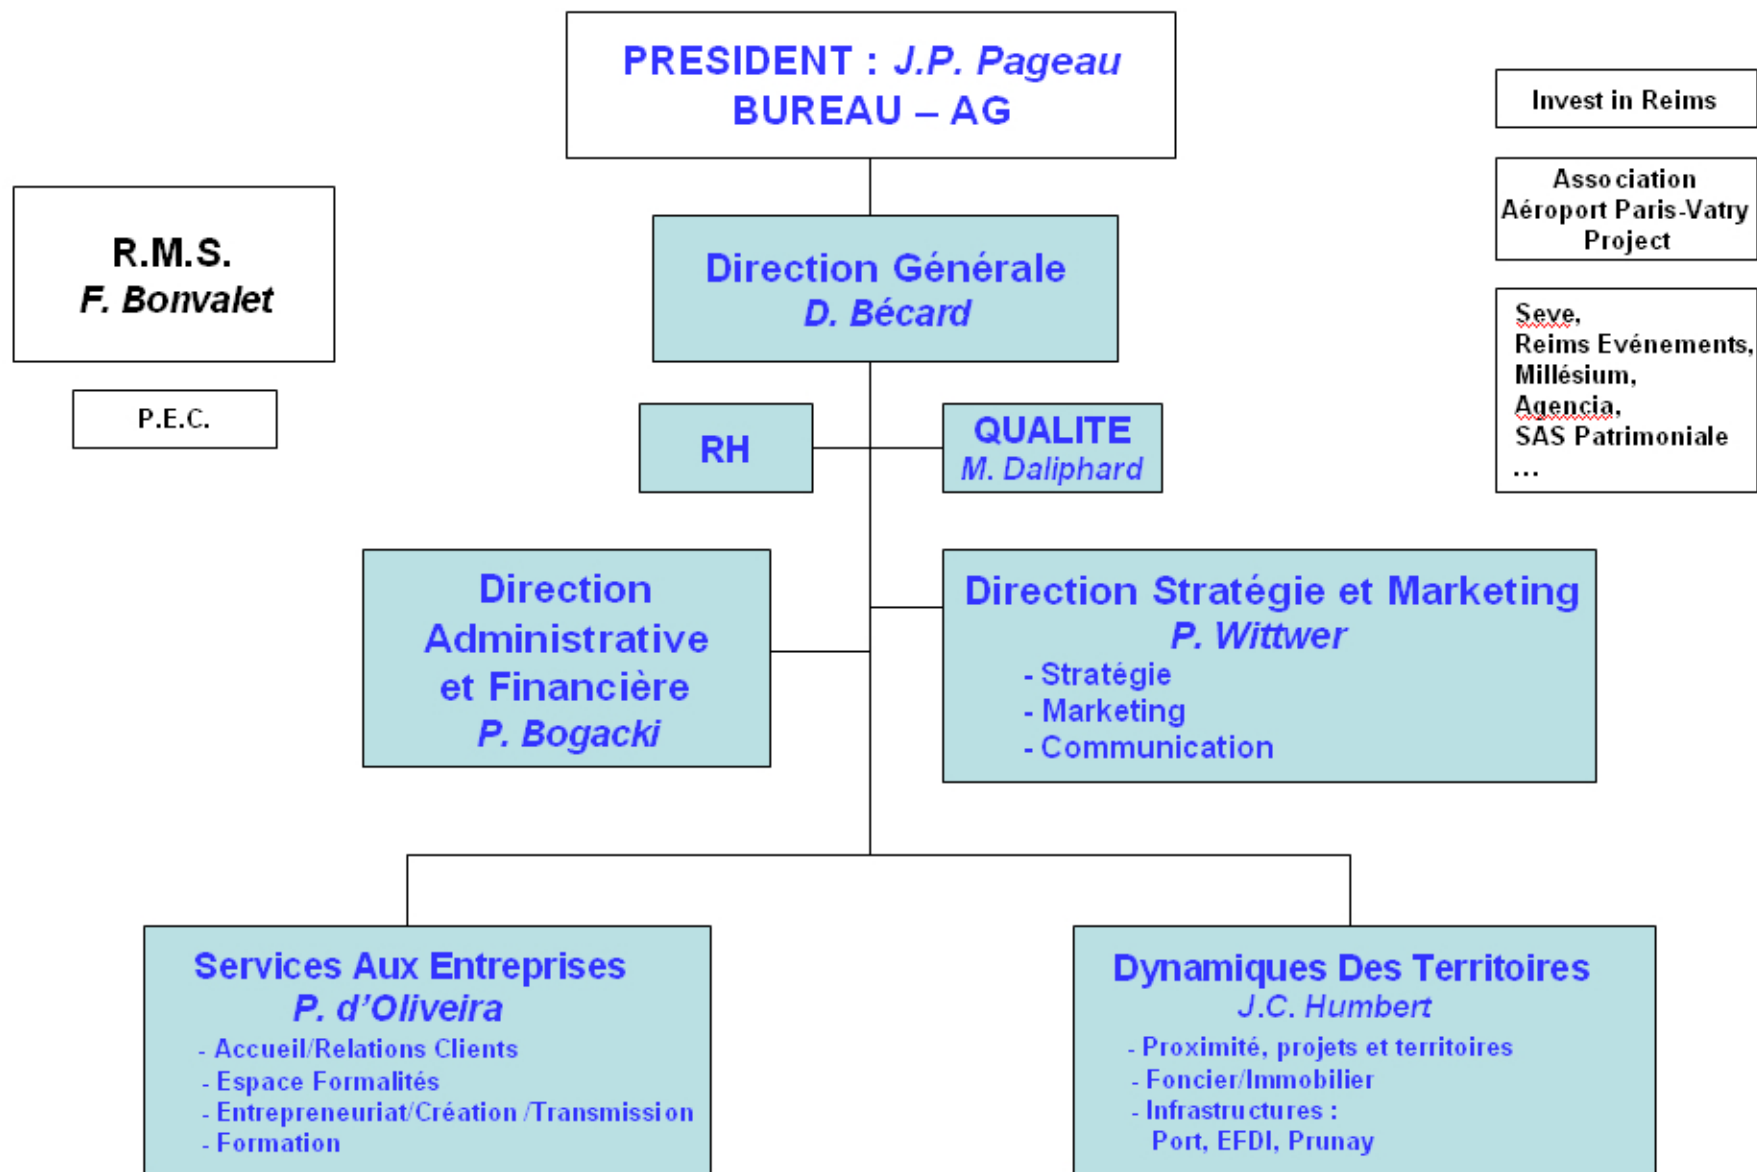 PRESIDENT : J.P. Pageau
BUREAU – AG
Invest in Reims
Association
Aéroport Paris-Vatry
Project
Seve,
Reims Evénements,
Millésium,
Agencia,
SAS Patrimoniale
...
R.M.S.
F. Bonvalet
P.E.C.
Direction Générale
D. Bécard
RH
QUALITE
M. Daliphard
Direction
Administrative
et Financière
P. Bogacki
Direction Stratégie et Marketing
P. Wittwer
- Stratégie
- Marketing
- Communication
Services Aux Entreprises
P. d’Oliveira
- Accueil/Relations Clients
- Espace Formalités
- Entrepreneuriat/Création /Transmission
- Formation
Dynamiques Des Territoires
J.C. Humbert
- Proximité, projets et territoires
- Foncier/Immobilier
- Infrastructures :
Port, EFDI, Prunay